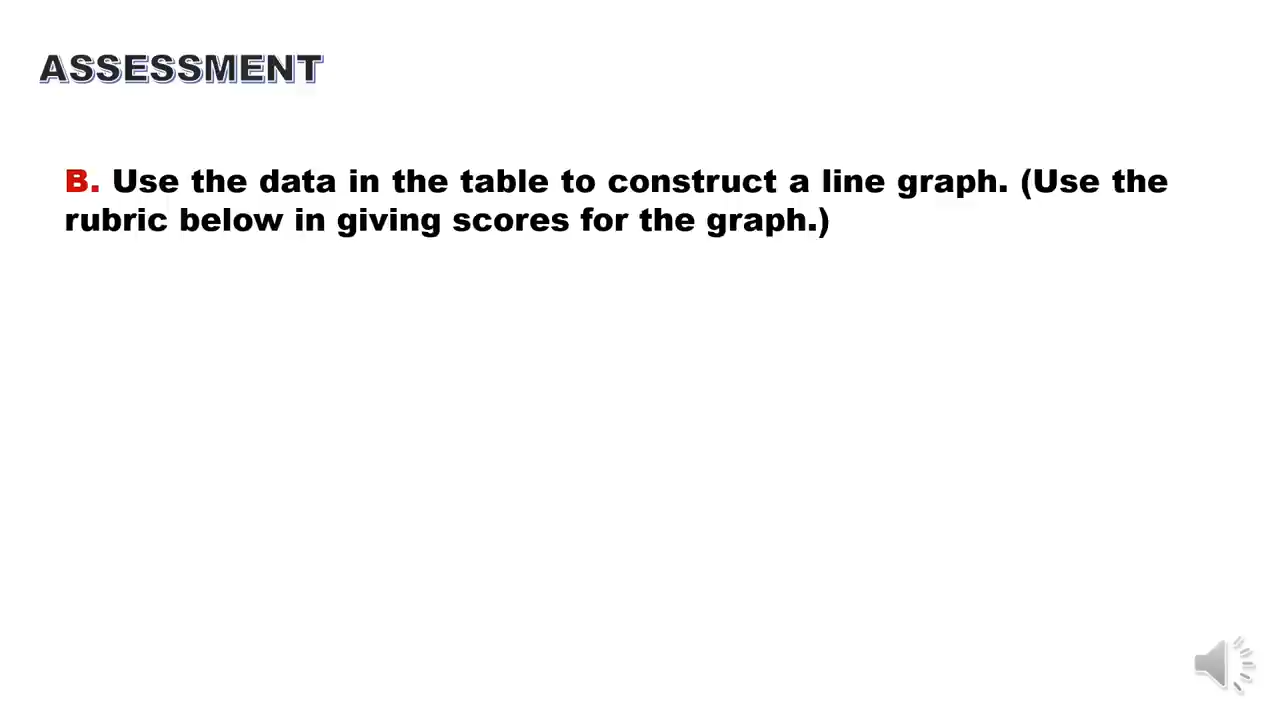 ASSESSMENT
B. Use the data in the table to construct a line graph. (Use the
rubric below in giving scores for the graph.)